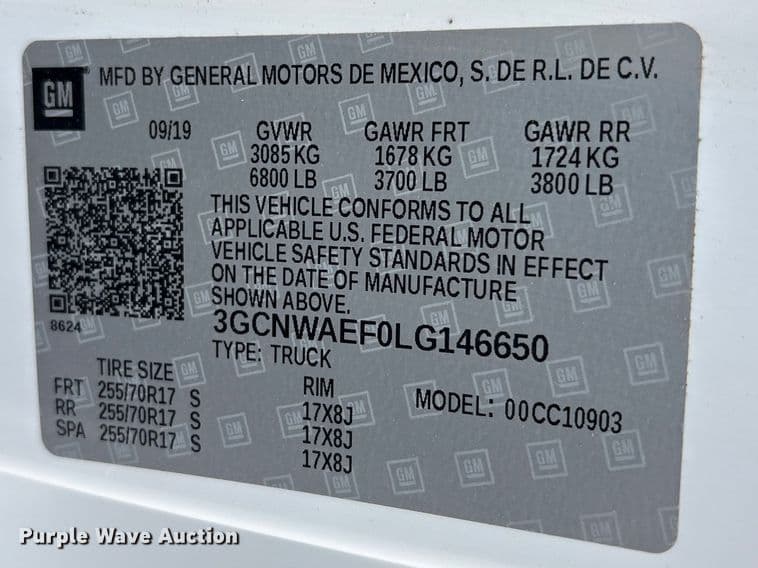 GM
MFD BY GENERAL MOTORS DE MEXICO, S. DE R.L. DE C.V.
09/19 GVWR GAWR FRT GAWR RR
3085 KG 1678 KG 1724 KG
6800 LB 3700 LB 3800 LB
THIS VEHICLE CONFORMS TO ALL
APPLICABLE U.S. FEDERAL MOTOR
VEHICLE SAFETY STANDARDS IN EFFECT
ON THE DATE OF MANUFACTURE
SHOWN ABOVE.
8624
3GCNWAEF0LG146650
TYPE: TRUCK
TIRE SIZE RIM MODEL: 00CC10903
FRT 255/70R17 S 17X8J
RR 255/70R17 S 17X8J
SPA 255/70R17 S 17X8J
Purple Wave Auction